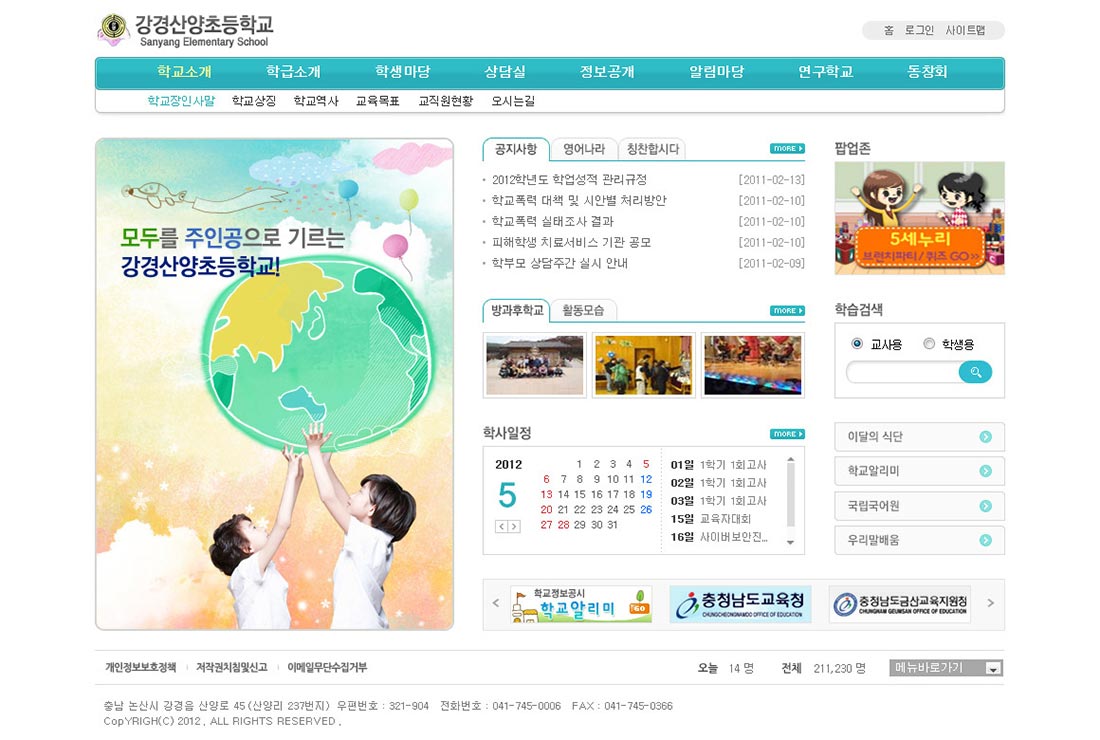 강경산양초등학교
Sanyang Elementary School
홈 로그인 사이트맵
학교소개 학급소개 학생마당 상담실 정보공개 알림마당 연구학교 동창회
학교장인사말 학교상징 학교역사 교육목표 교직원현황 오시는길
모두를 주인공으로 기르는
강경산양초등학교!
공지사항 영어나라 칭찬합시다 MORE
2012학년도 학업성적 관리규정 [2011-02-13]
학교폭력 대책 및 시안별 처리방안 [2011-02-10]
학교폭력 실태조사 결과 [2011-02-10]
피해학생 치료서비스 기관 공모 [2011-02-10]
학부모 상담주간 실시 안내 [2011-02-09]
팝업존
5세누리
브런치파티/퀴즈 GO>>
방과후학교 활동모습 MORE
학습검색
교사용 학생용
학사일정 MORE
2012
5
1 2 3 4 5
6 7 8 9 10 11 12
13 14 15 16 17 18 19
20 21 22 23 24 25 26
27 28 29 30 31
01일 1학기 1회고사
02일 1학기 1회고사
03일 1학기 1회고사
15일 교육자대회
16일 사이버보안진...
이달의 식단
학교알리미
국립국어원
우리말배움
학교정보공시
학교알리미 GO
충청남도교육청
CHUNGCHEONGNAMDO OFFICE OF EDUCATION
충청남도금산교육지원청
CHUNGNAM GEUMSAN OFFICE OF EDUCATION
개인정보보호정책 저작권치침및신고 이메일무단수집거부
오늘 14 명 전체 211,230 명 메뉴바로가기
충남 논산시 강경읍 산양로 45 (산양리 237번지) 우편번호 : 321-904 전화번호 : 041-745-0006 FAX : 041-745-0366
CopYRIGH(C) 2012 . ALL RIGHTS RESERVED .